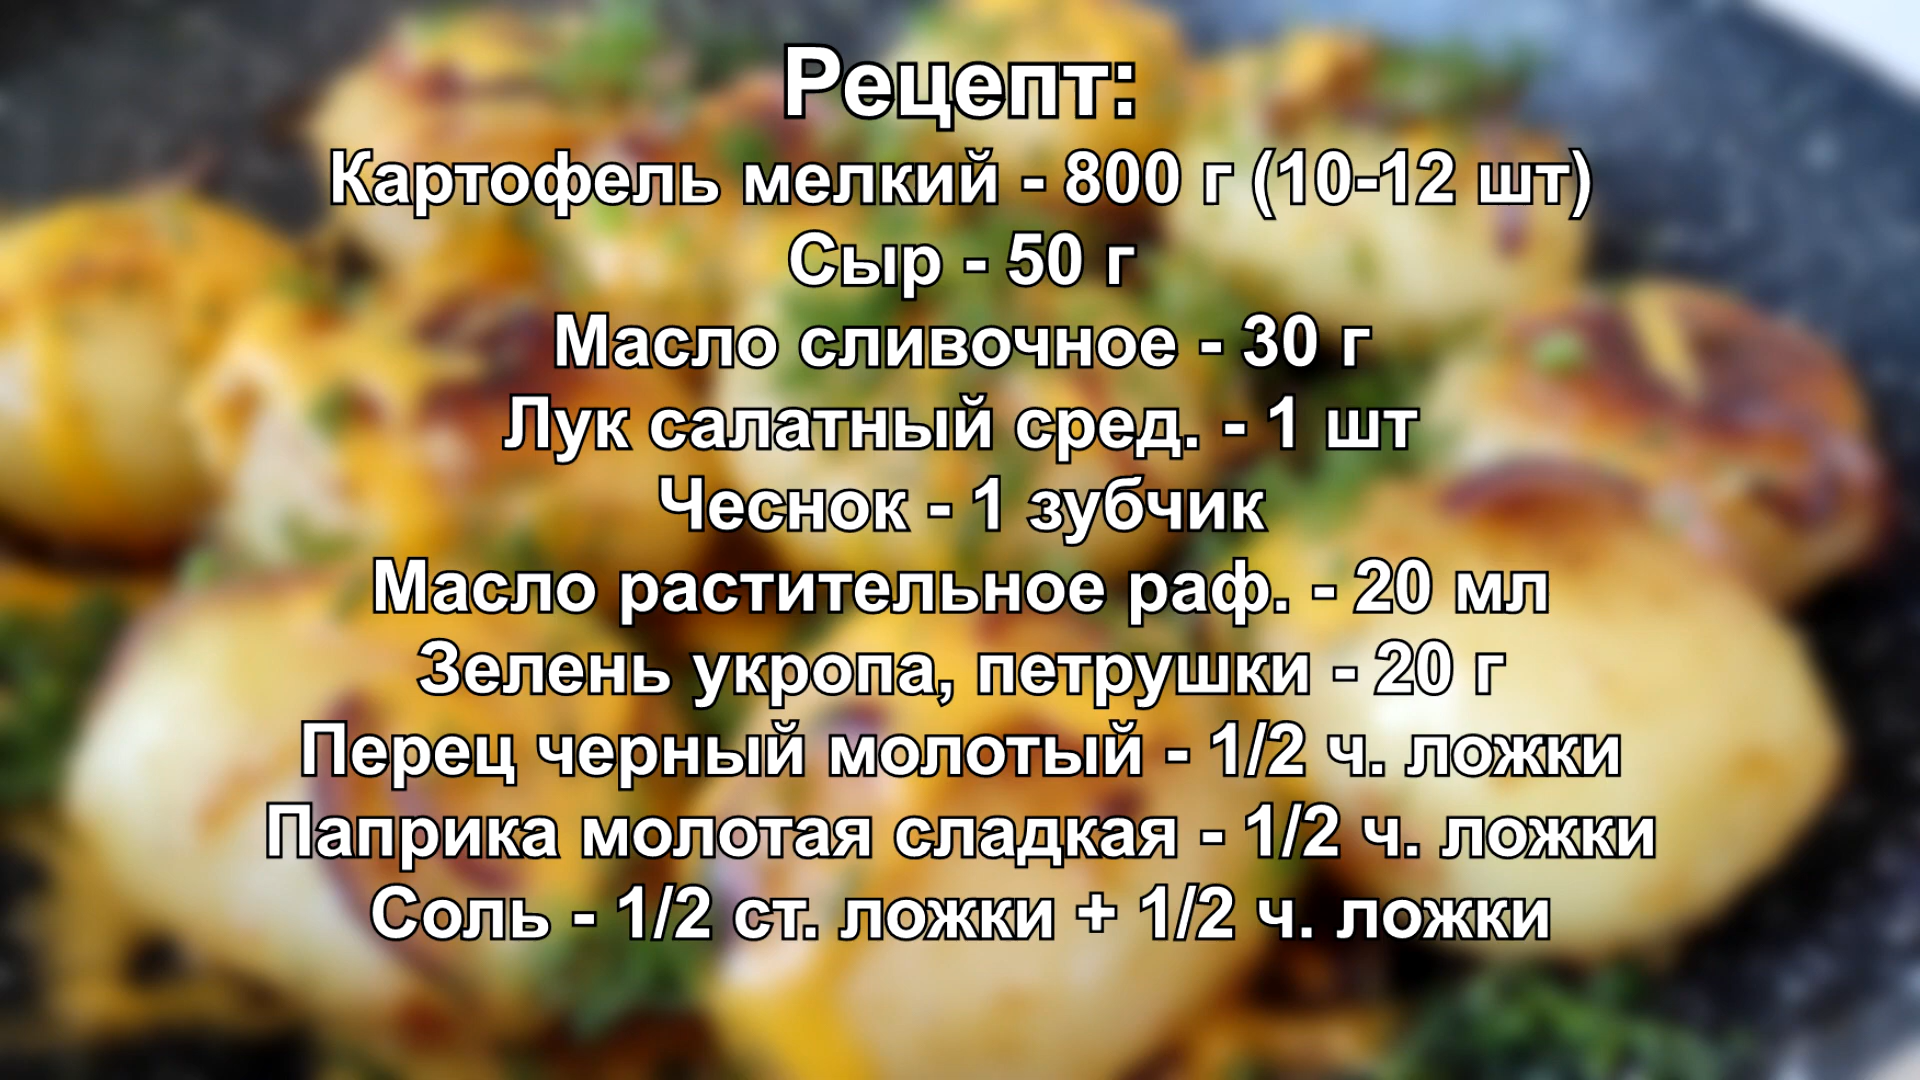 Рецепт:
Картофель мелкий - 800 г (10-12 шт)
Сыр - 50 г
Масло сливочное - 30 г
Лук салатный сред. - 1 шт
Чеснок - 1 зубчик
Масло растительное раф. - 20 мл
Зелень укропа, петрушки - 20 г
Перец черный молотый - 1/2 ч. ложки
Паприка молотая сладкая - 1/2 ч. ложки
Соль - 1/2 ст. ложки + 1/2 ч. ложки